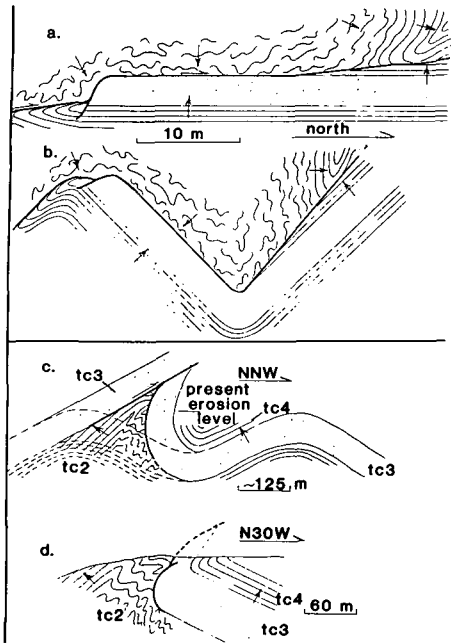 a.
10 m
north
b.
c.
tc3
NNW
present
erosion
level
tc4
tc2
tc3
~125 m
d.
N30W
tc4
tc2
60 m
tc3